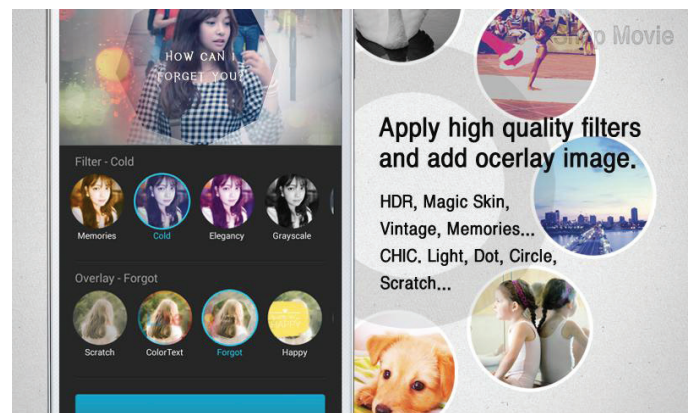 HOW CAN I
FORGET YOU?
Filter - Cold
Memories
Cold
Elegancy
Grayscale
Overlay - Forgot
Scratch
ColorText
Forgot
Happy
Movie
Apply high quality filters
and add ocerlay image.
HDR, Magic Skin,
Vintage, Memories...
CHIC. Light, Dot, Circle,
Scratch...